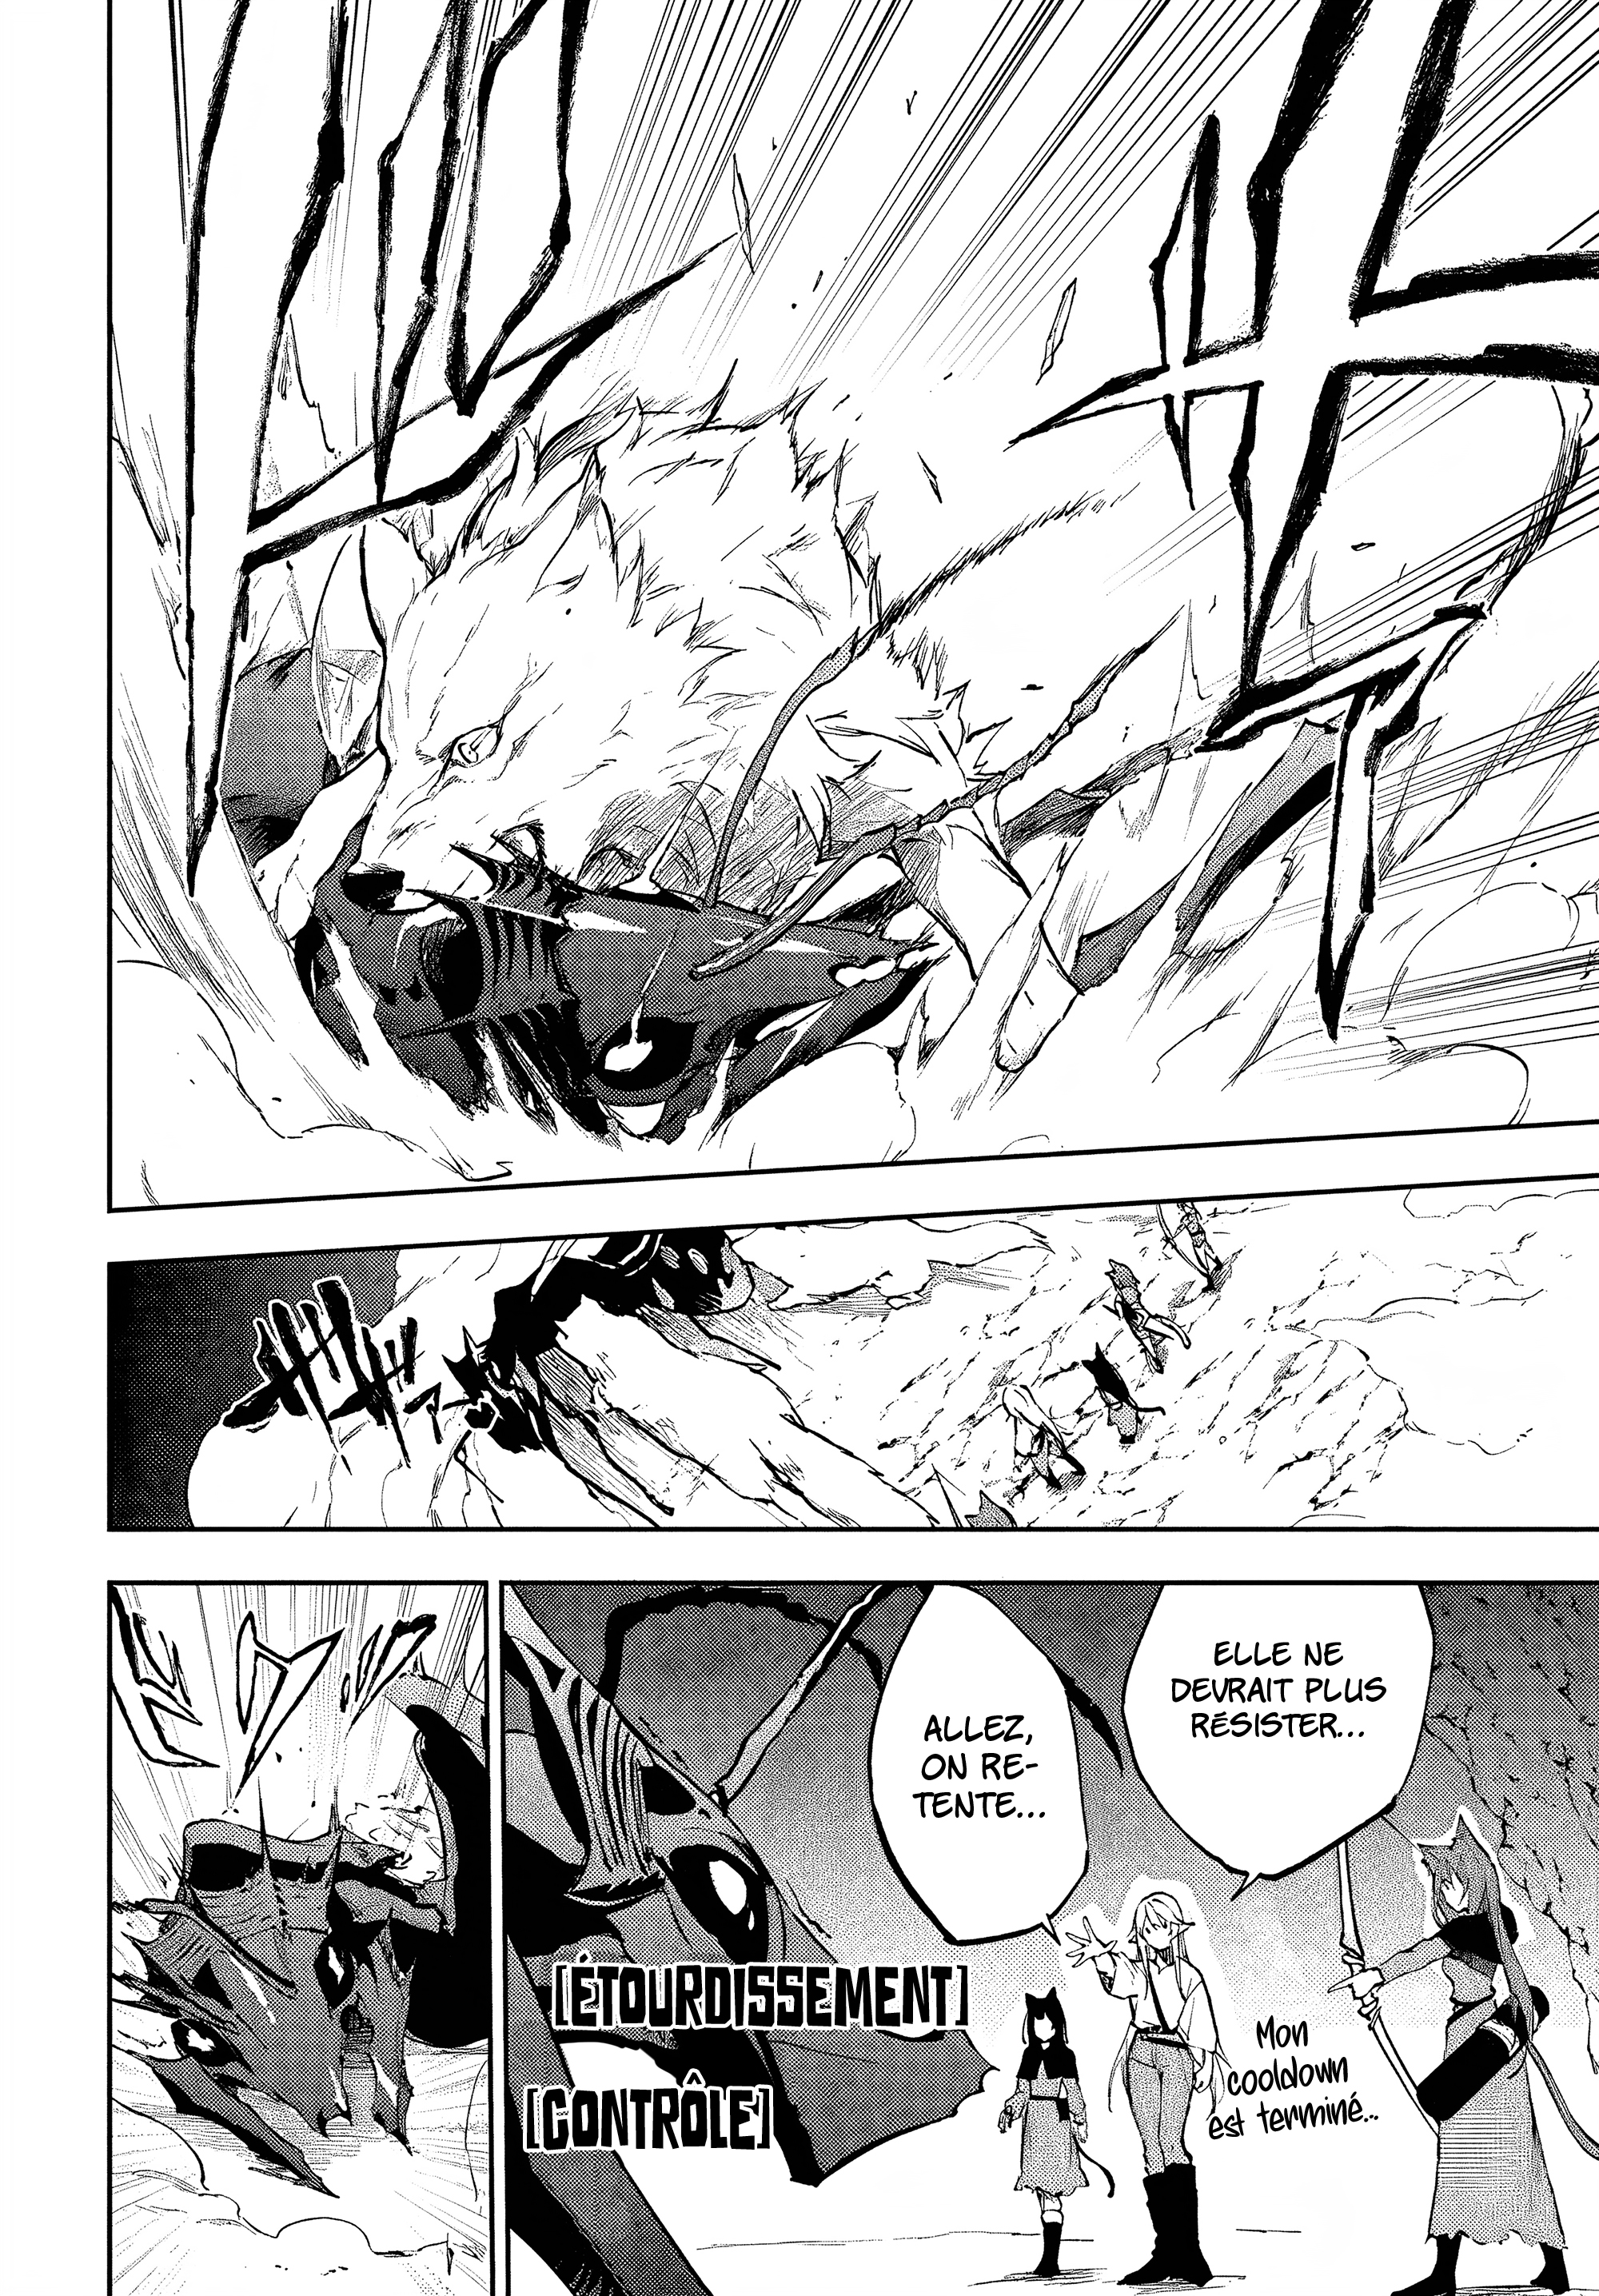 ELLE NE
DEVRAIT PLUS
RÉSISTER...
ALLEZ,
ON RE-
TENTE...
Mon
cooldown
est terminé...
[ÉTOURDISSEMENT]
[CONTRÔLE]